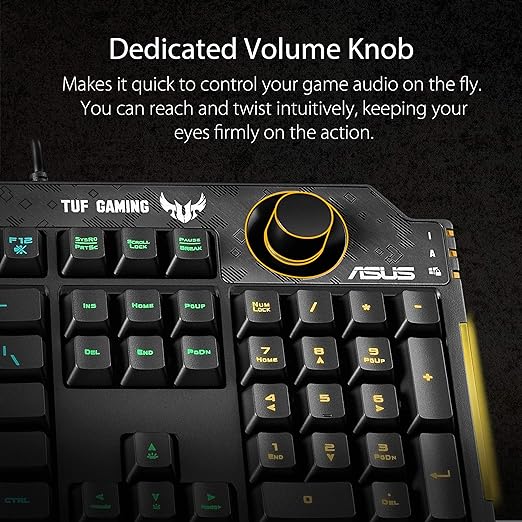 Dedicated Volume Knob
Makes it quick to control your game audio on the fly.
You can reach and twist intuitively, keeping your
eyes firmly on the action.
TUF GAMING
TUF
ASUS
1
A
F12
SysRq
PrtSc
Scroll
Lock
Pause
Break
Ins
Home
PgUp
Del
End
PgDn
Num
Lock
/
*
-
7
Home
8
9
PgUp
+
4
5
6
1
End
2
3
PgDn
0
.
Del
Ctrl
Home